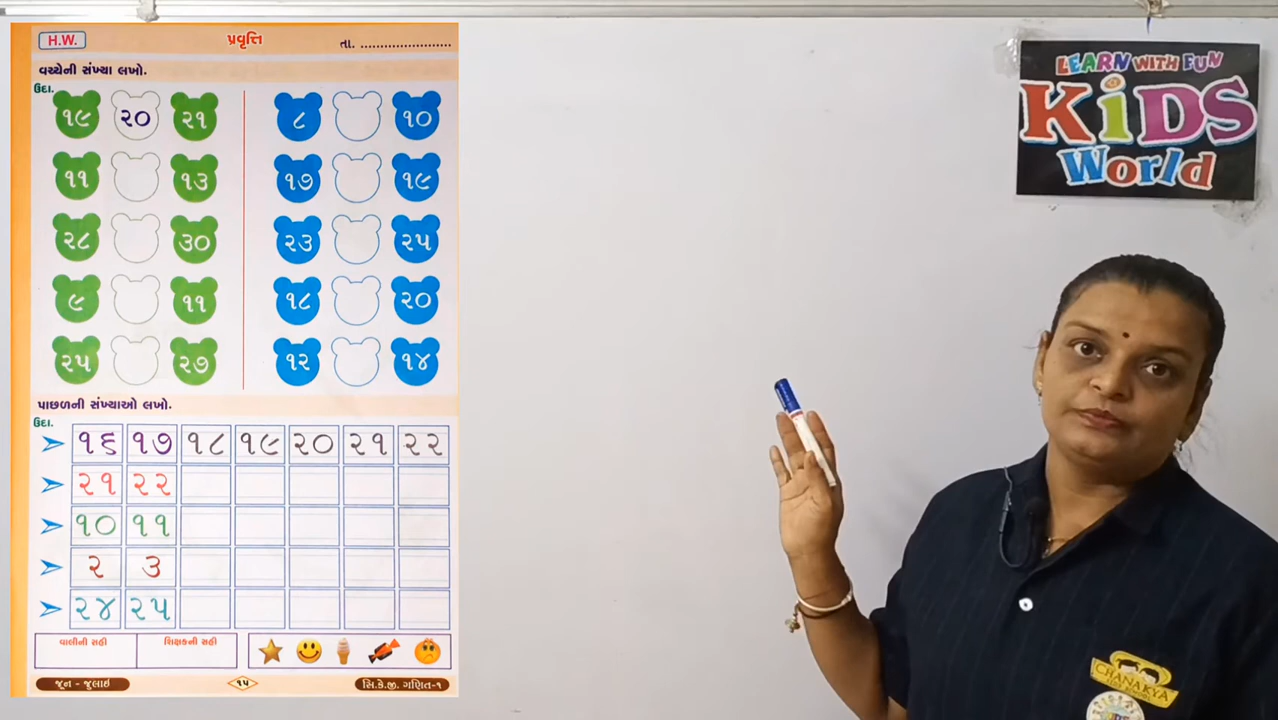 H.W.
પ્રવૃત્તિ
તા. ........................
વચ્ચેની સંખ્યા લખો.
ઉદા.
૧૯ ૨૦ ૨૧
૮ ૧૦
૧૧ ૧૩
૧૭ ૧૯
૨૮ ૩૦
૨૩ ૨૫
૯ ૧૧
૧૮ ૨૦
૨૫ ૨૭
૧૨ ૧૪
પાછળની સંખ્યાઓ લખો.
ઉદા.
૧૬ ૧૭ ૧૮ ૧૯ ૨૦ ૨૧ ૨૨
૨૧ ૨૨
૧૦ ૧૧
૨ ૩
૨૪ ૨૫
વાલીની સહી
શિક્ષકની સહી
જૂન - જુલાઇ
૧૫
સિ.કે.જી. ગણિત-૧
LEARN WITH FUN
KiDS
World
CHANAKYA